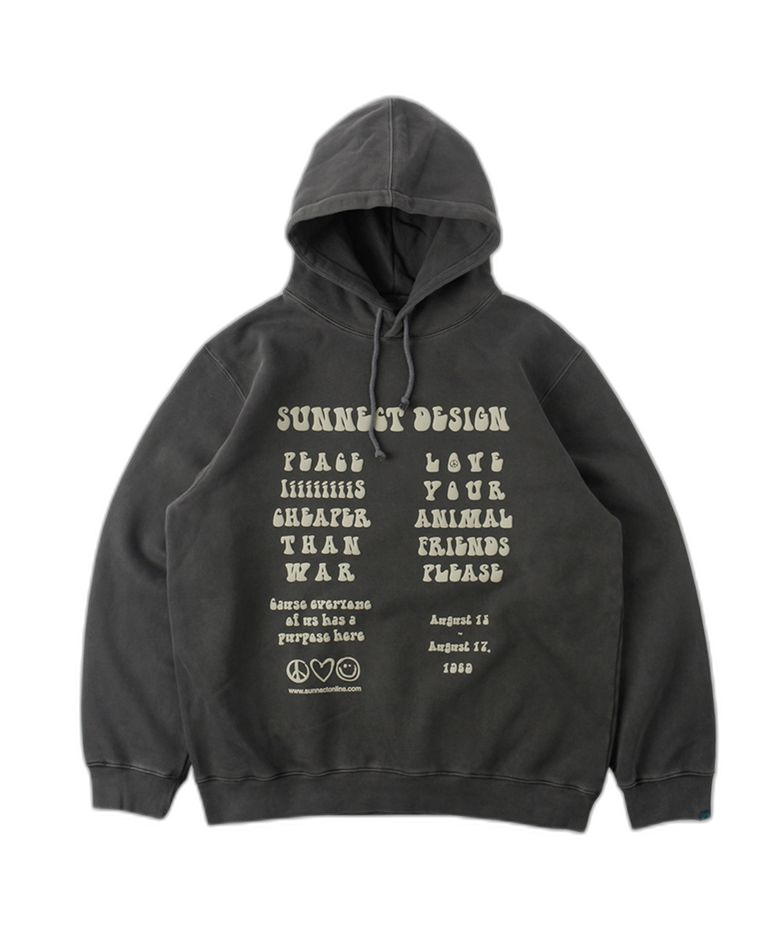 SUNNECT DESIGN
PEACE
IiiiiiiiiS
CHEAPER
THAN
WAR
Cause everyone
of us has a
purpose here
www.sunnectonline.com
LOVE
YOUR
ANIMAL
FRIENDS
PLEASE
August 15
~
August 17,
1969